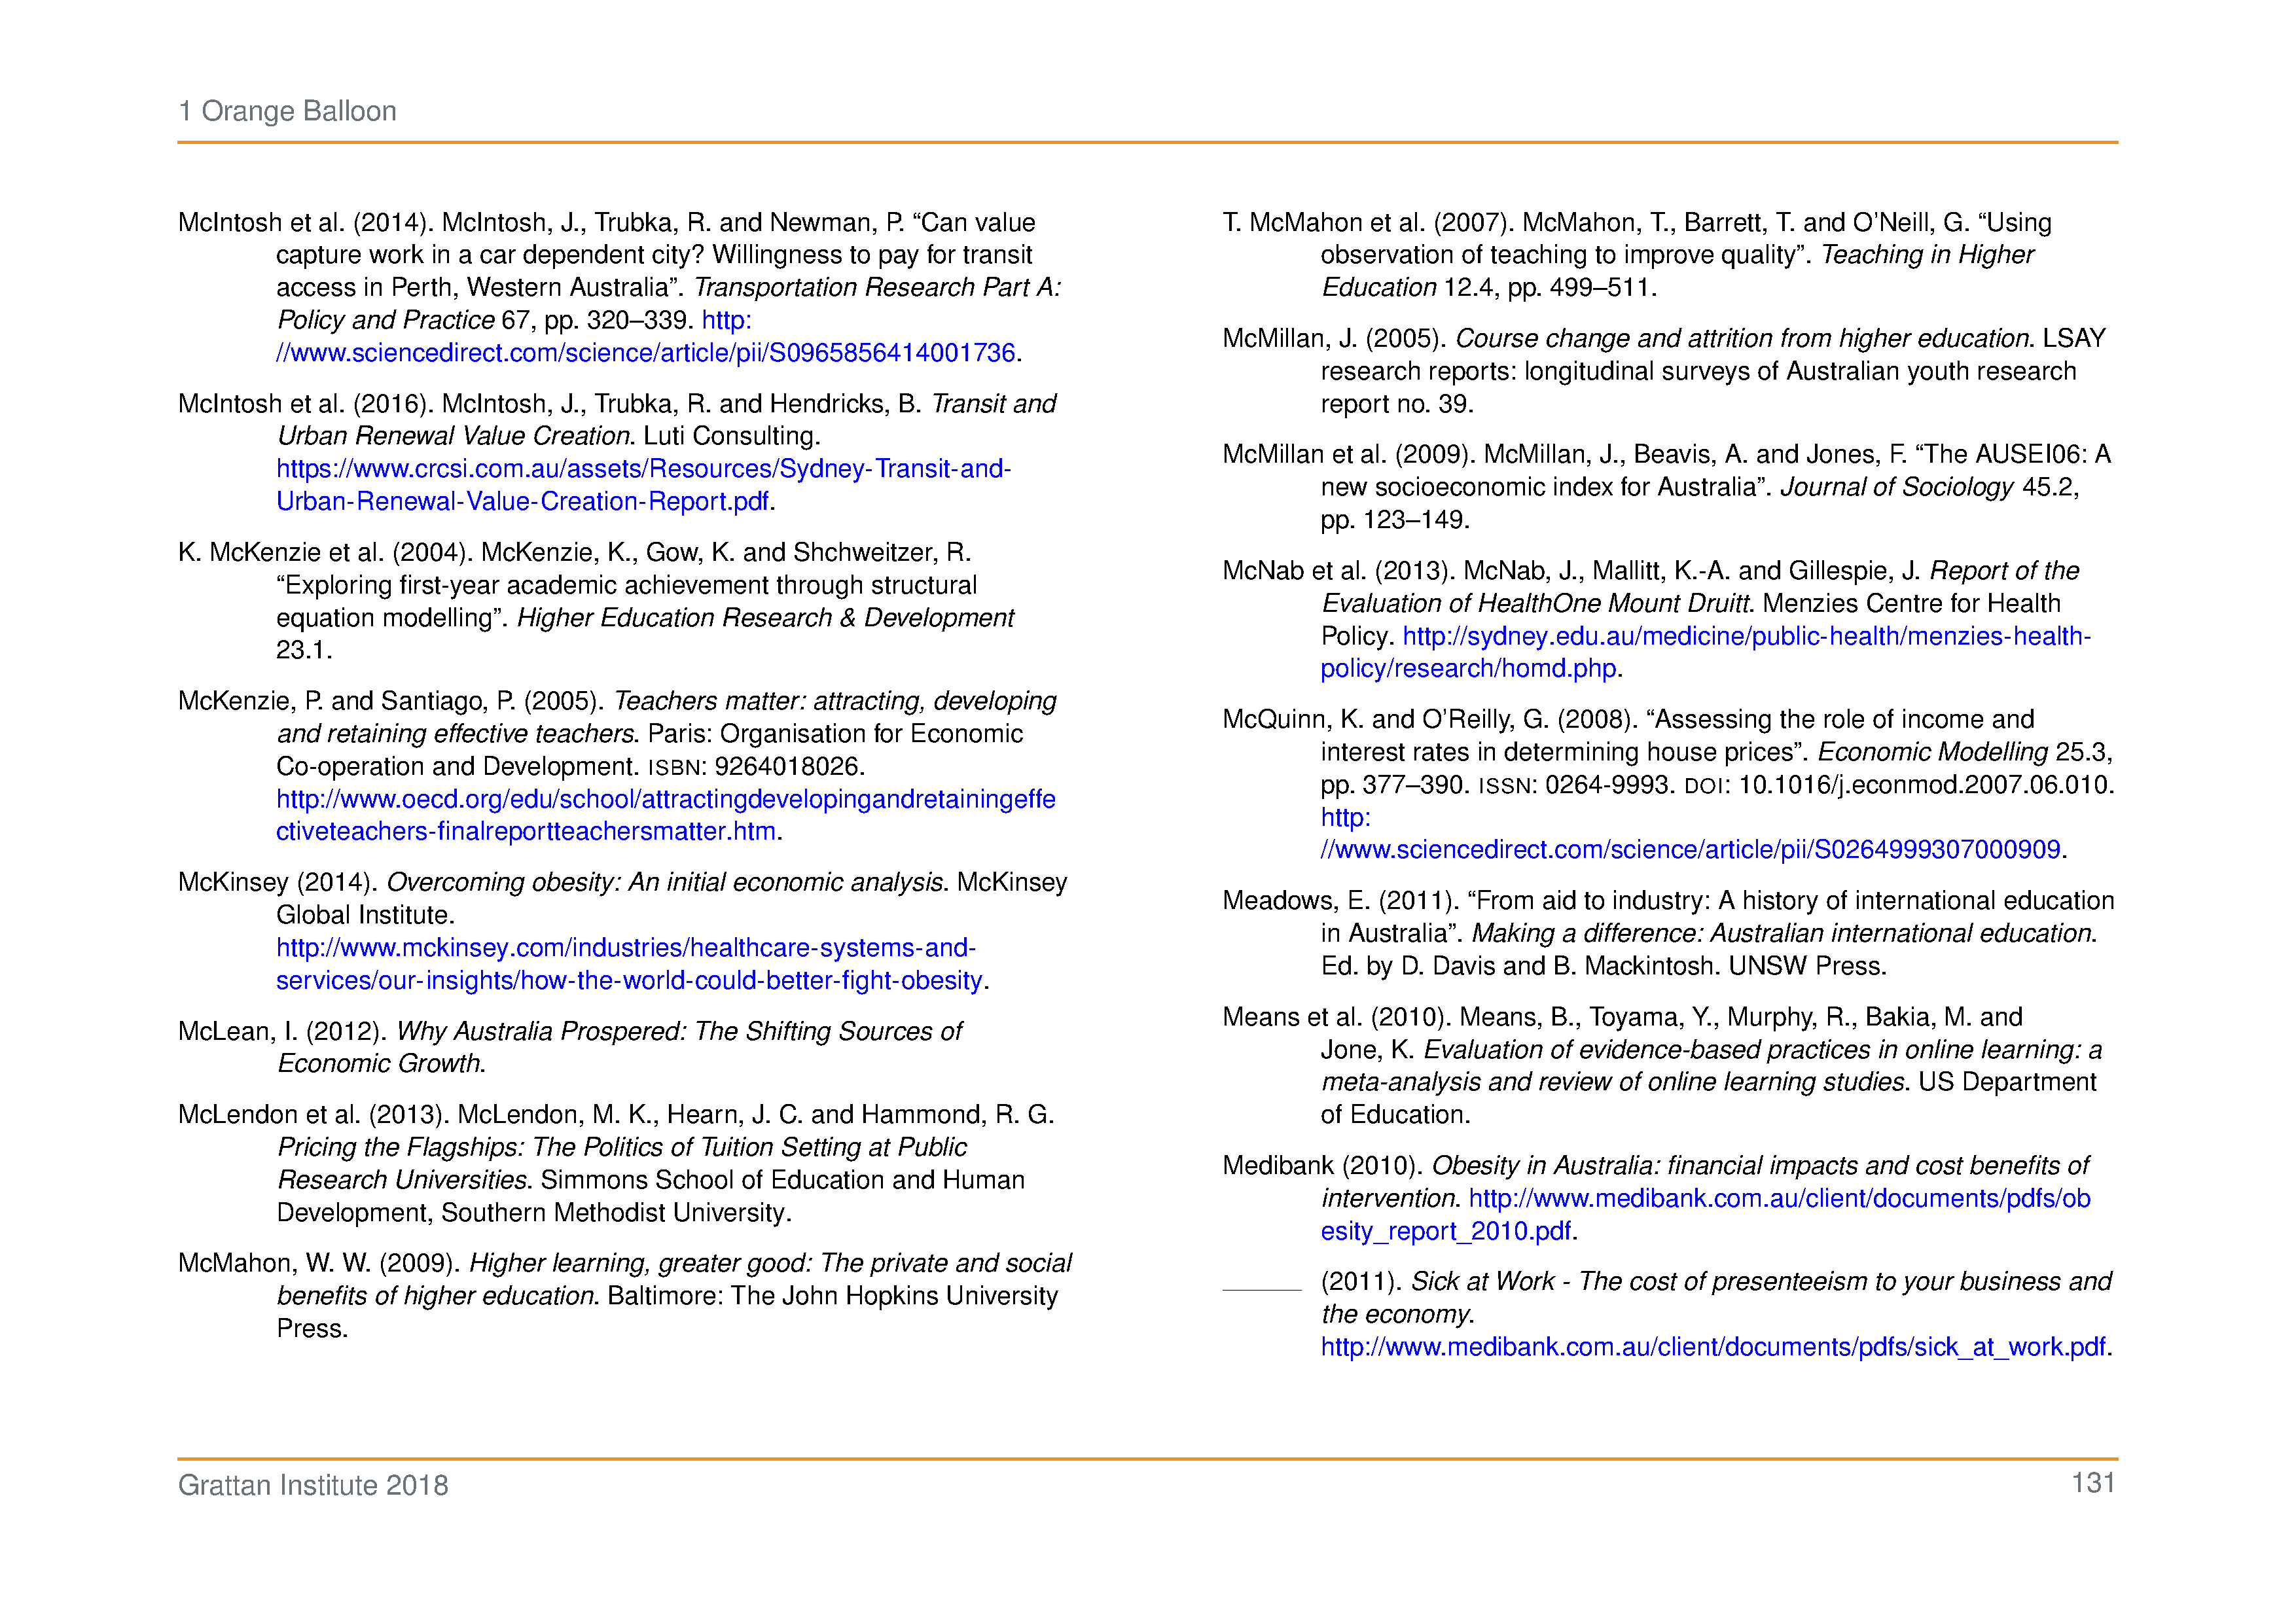 1 Orange Balloon
McIntosh et al. (2014). McIntosh, J., Trubka, R. and Newman, P. “Can value
capture work in a car dependent city? Willingness to pay for transit
access in Perth, Western Australia”. Transportation Research Part A:
Policy and Practice 67, pp. 320–339. http:
//www.sciencedirect.com/science/article/pii/S0965856414001736.
McIntosh et al. (2016). McIntosh, J., Trubka, R. and Hendricks, B. Transit and
Urban Renewal Value Creation. Luti Consulting.
https://www.crcsi.com.au/assets/Resources/Sydney-Transit-and-
Urban-Renewal-Value-Creation-Report.pdf.
K. McKenzie et al. (2004). McKenzie, K., Gow, K. and Shchweitzer, R.
“Exploring first-year academic achievement through structural
equation modelling”. Higher Education Research & Development
23.1.
McKenzie, P. and Santiago, P. (2005). Teachers matter: attracting, developing
and retaining effective teachers. Paris: Organisation for Economic
Co-operation and Development. ISBN: 9264018026.
http://www.oecd.org/edu/school/attractingdevelopingandretainingeffe
ctiveteachers-finalreportteachersmatter.htm.
McKinsey (2014). Overcoming obesity: An initial economic analysis. McKinsey
Global Institute.
http://www.mckinsey.com/industries/healthcare-systems-and-
services/our-insights/how-the-world-could-better-fight-obesity.
McLean, I. (2012). Why Australia Prospered: The Shifting Sources of
Economic Growth.
McLendon et al. (2013). McLendon, M. K., Hearn, J. C. and Hammond, R. G.
Pricing the Flagships: The Politics of Tuition Setting at Public
Research Universities. Simmons School of Education and Human
Development, Southern Methodist University.
McMahon, W. W. (2009). Higher learning, greater good: The private and social
benefits of higher education. Baltimore: The John Hopkins University
Press.
T. McMahon et al. (2007). McMahon, T., Barrett, T. and O’Neill, G. “Using
observation of teaching to improve quality”. Teaching in Higher
Education 12.4, pp. 499–511.
McMillan, J. (2005). Course change and attrition from higher education. LSAY
research reports: longitudinal surveys of Australian youth research
report no. 39.
McMillan et al. (2009). McMillan, J., Beavis, A. and Jones, F. “The AUSEI06: A
new socioeconomic index for Australia”. Journal of Sociology 45.2,
pp. 123–149.
McNab et al. (2013). McNab, J., Mallitt, K.-A. and Gillespie, J. Report of the
Evaluation of HealthOne Mount Druitt. Menzies Centre for Health
Policy. http://sydney.edu.au/medicine/public-health/menzies-health-
policy/research/homd.php.
McQuinn, K. and O’Reilly, G. (2008). “Assessing the role of income and
interest rates in determining house prices”. Economic Modelling 25.3,
pp. 377–390. ISSN: 0264-9993. DOI: 10.1016/j.econmod.2007.06.010.
http:
//www.sciencedirect.com/science/article/pii/S0264999307000909.
Meadows, E. (2011). “From aid to industry: A history of international education
in Australia”. Making a difference: Australian international education.
Ed. by D. Davis and B. Mackintosh. UNSW Press.
Means et al. (2010). Means, B., Toyama, Y., Murphy, R., Bakia, M. and
Jone, K. Evaluation of evidence-based practices in online learning: a
meta-analysis and review of online learning studies. US Department
of Education.
Medibank (2010). Obesity in Australia: financial impacts and cost benefits of
intervention. http://www.medibank.com.au/client/documents/pdfs/ob
esity_report_2010.pdf.
______ (2011). Sick at Work - The cost of presenteeism to your business and
the economy.
http://www.medibank.com.au/client/documents/pdfs/sick_at_work.pdf.
Grattan Institute 2018
131